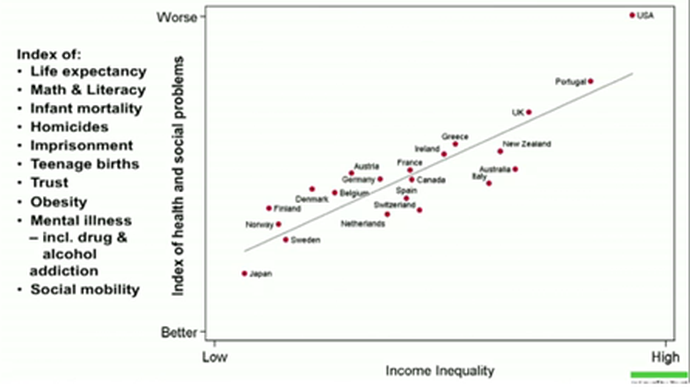 Index of:
• Life expectancy
• Math & Literacy
• Infant mortality
• Homicides
• Imprisonment
• Teenage births
• Trust
• Obesity
• Mental illness
– incl. drug &
alcohol
addiction
• Social mobility
Index of health and social problems
Worse
Better
USA
Portugal
UK
Greece
New Zealand
Ireland
France
Austria
Australia
Germany
Canada
Italy
Belgium
Spain
Denmark
Switzerland
Finland
Netherlands
Norway
Sweden
Japan
Low
High
Income Inequality